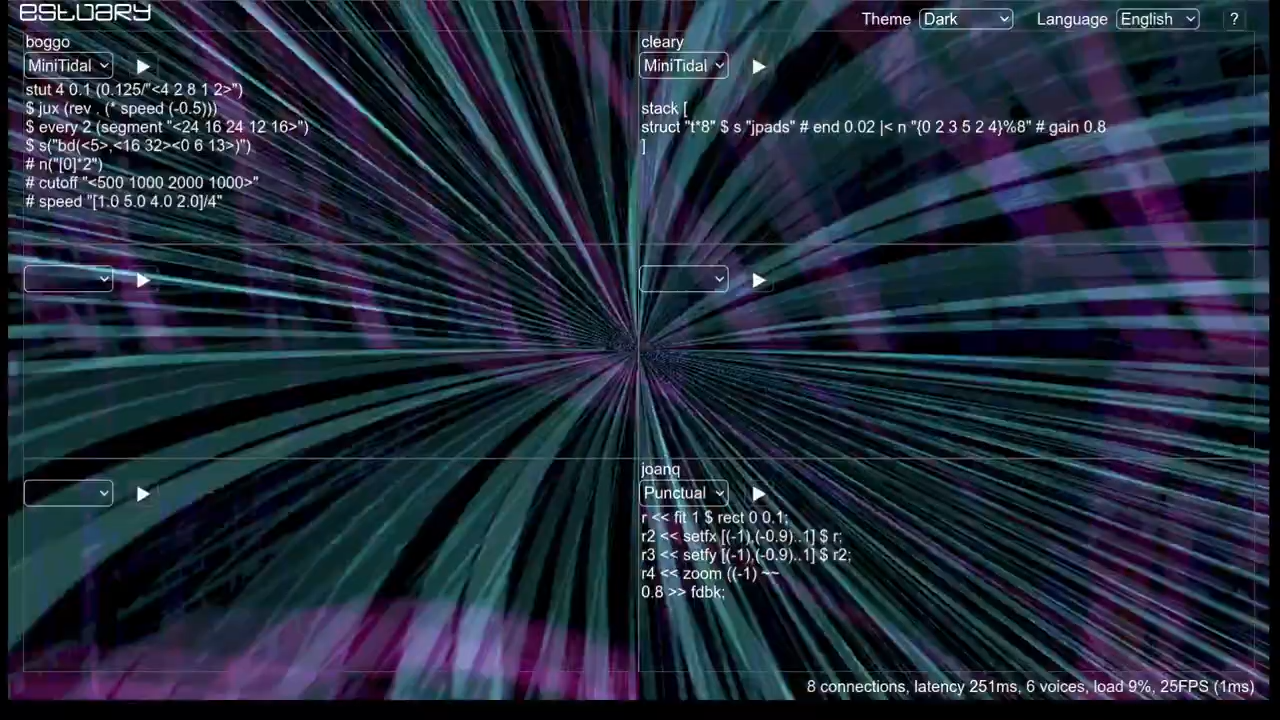 estuary
Theme Dark Language English ?
boggo
MiniTidal
stut 4 0.1 (0.125/"<4 2 8 1 2>")
$ jux (rev . (* speed (-0.5)))
$ every 2 (segment "<24 16 24 12 16>")
$ s("bd(<5>,<16 32><0 6 13>)")
# n("[0]*2")
# cutoff "<500 1000 2000 1000>"
# speed "[1.0 5.0 4.0 2.0]/4"
cleary
MiniTidal
stack [
struct "t*8" $ s "jpads" # end 0.02 |< n "{0 2 3 5 2 4}%8" # gain 0.8
]
joanq
Punctual
r << fit 1 $ rect 0 0.1;
r2 << setfx [(-1),(-0.9)..1] $ r;
r3 << setfy [(-1),(-0.9)..1] $ r2;
r4 << zoom ((-1) ~~
0.8 >> fdbk;
8 connections, latency 251ms, 6 voices, load 9%, 25FPS (1ms)